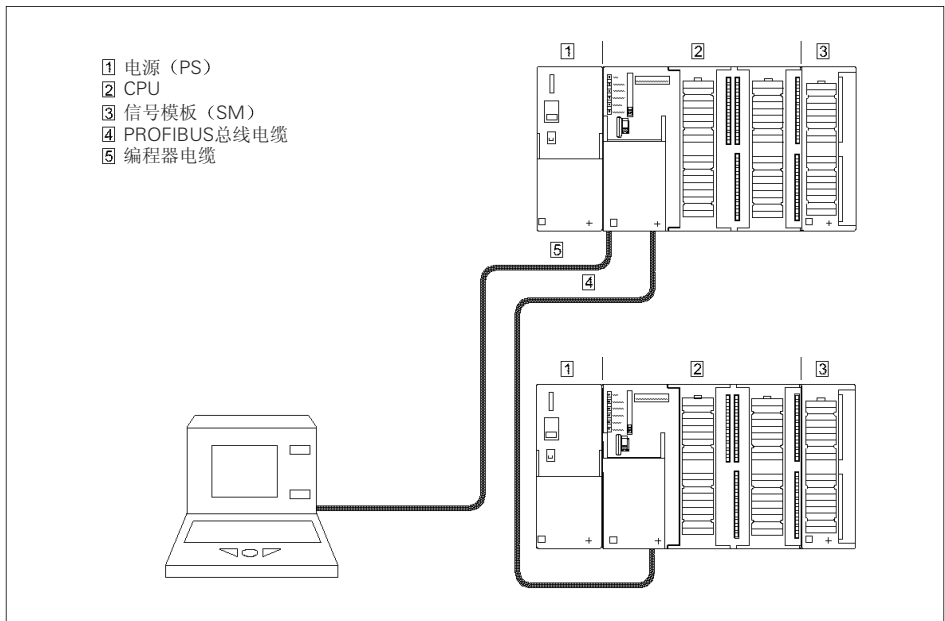 1 电源（PS）
2 CPU
3 信号模板（SM）
4 PROFIBUS总线电缆
5 编程器电缆
1 2 3
5
4
1 2 3